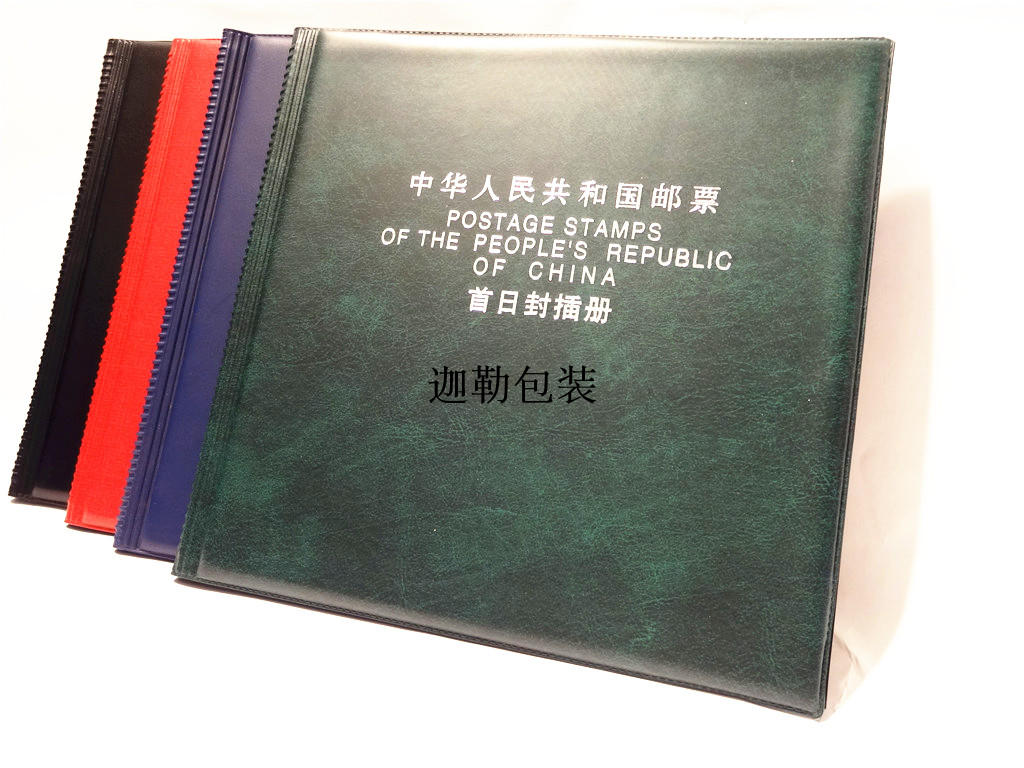 中华人民共和国邮票
POSTAGE STAMPS
OF THE PEOPLE'S REPUBLIC
OF CHINA
首日封插册
迦勒包装